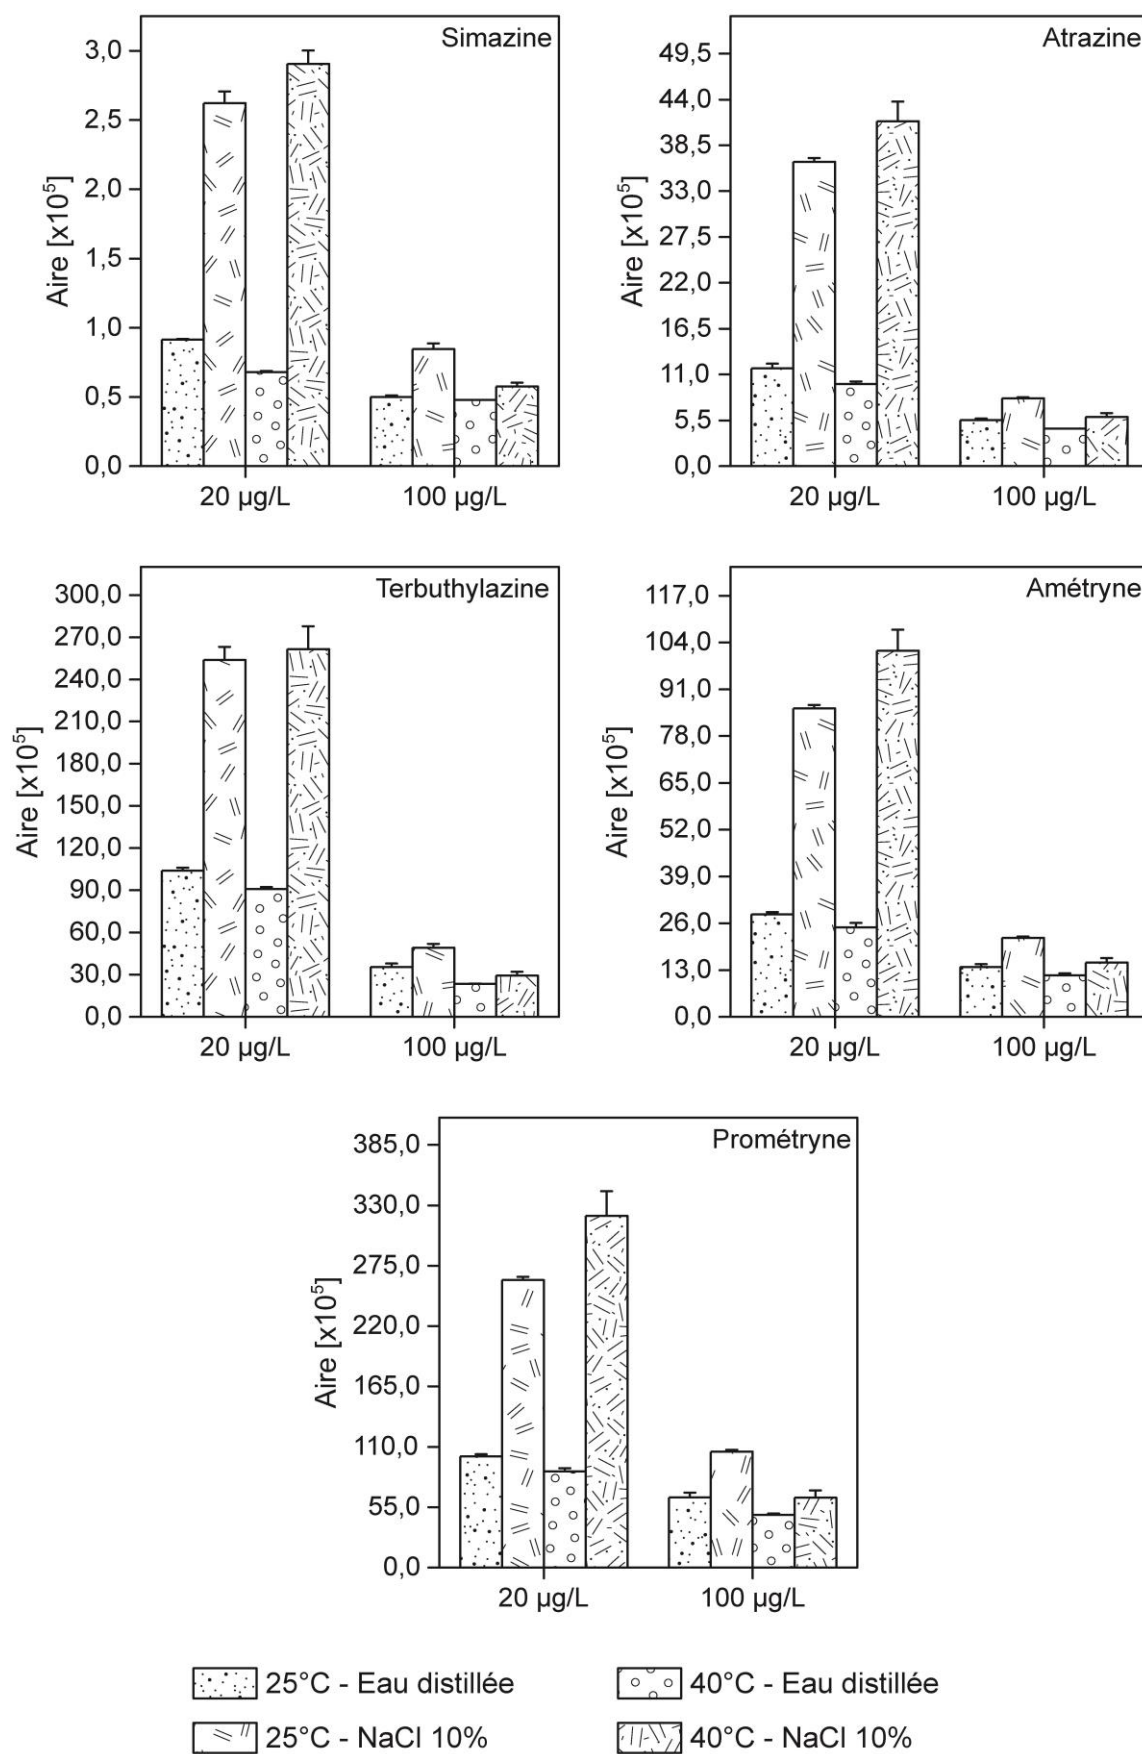 Simazine
Aire [x10⁵]
3,0
2,5
2,0
1,5
1,0
0,5
0,0
20 µg/L
100 µg/L
Atrazine
Aire [x10⁵]
49,5
44,0
38,5
33,0
27,5
22,0
16,5
11,0
5,5
0,0
20 µg/L
100 µg/L
Terbuthylazine
Aire [x10⁵]
300,0
270,0
240,0
210,0
180,0
150,0
120,0
90,0
60,0
30,0
0,0
20 µg/L
100 µg/L
Amétryne
Aire [x10⁵]
117,0
104,0
91,0
78,0
65,0
52,0
39,0
26,0
13,0
0,0
20 µg/L
100 µg/L
Prométryne
Aire [x10⁵]
385,0
330,0
275,0
220,0
165,0
110,0
55,0
0,0
20 µg/L
100 µg/L
25°C - Eau distillée
40°C - Eau distillée
25°C - NaCl 10%
40°C - NaCl 10%